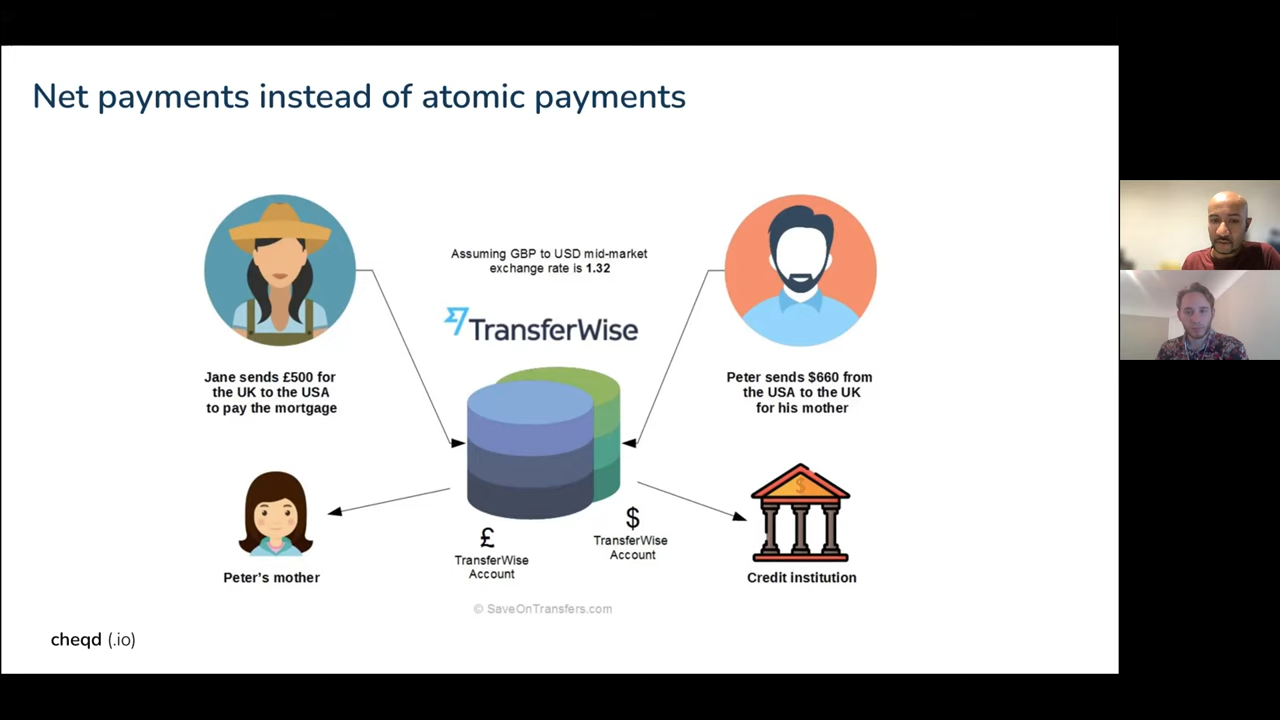 Net payments instead of atomic payments
Assuming GBP to USD mid-market
exchange rate is 1.32
TransferWise
Jane sends £500 for
the UK to the USA
to pay the mortgage
Peter sends $660 from
the USA to the UK
for his mother
$
£
TransferWise
Account
$
TransferWise
Account
Peter's mother
Credit institution
© SaveOnTransfers.com
cheqd (.io)